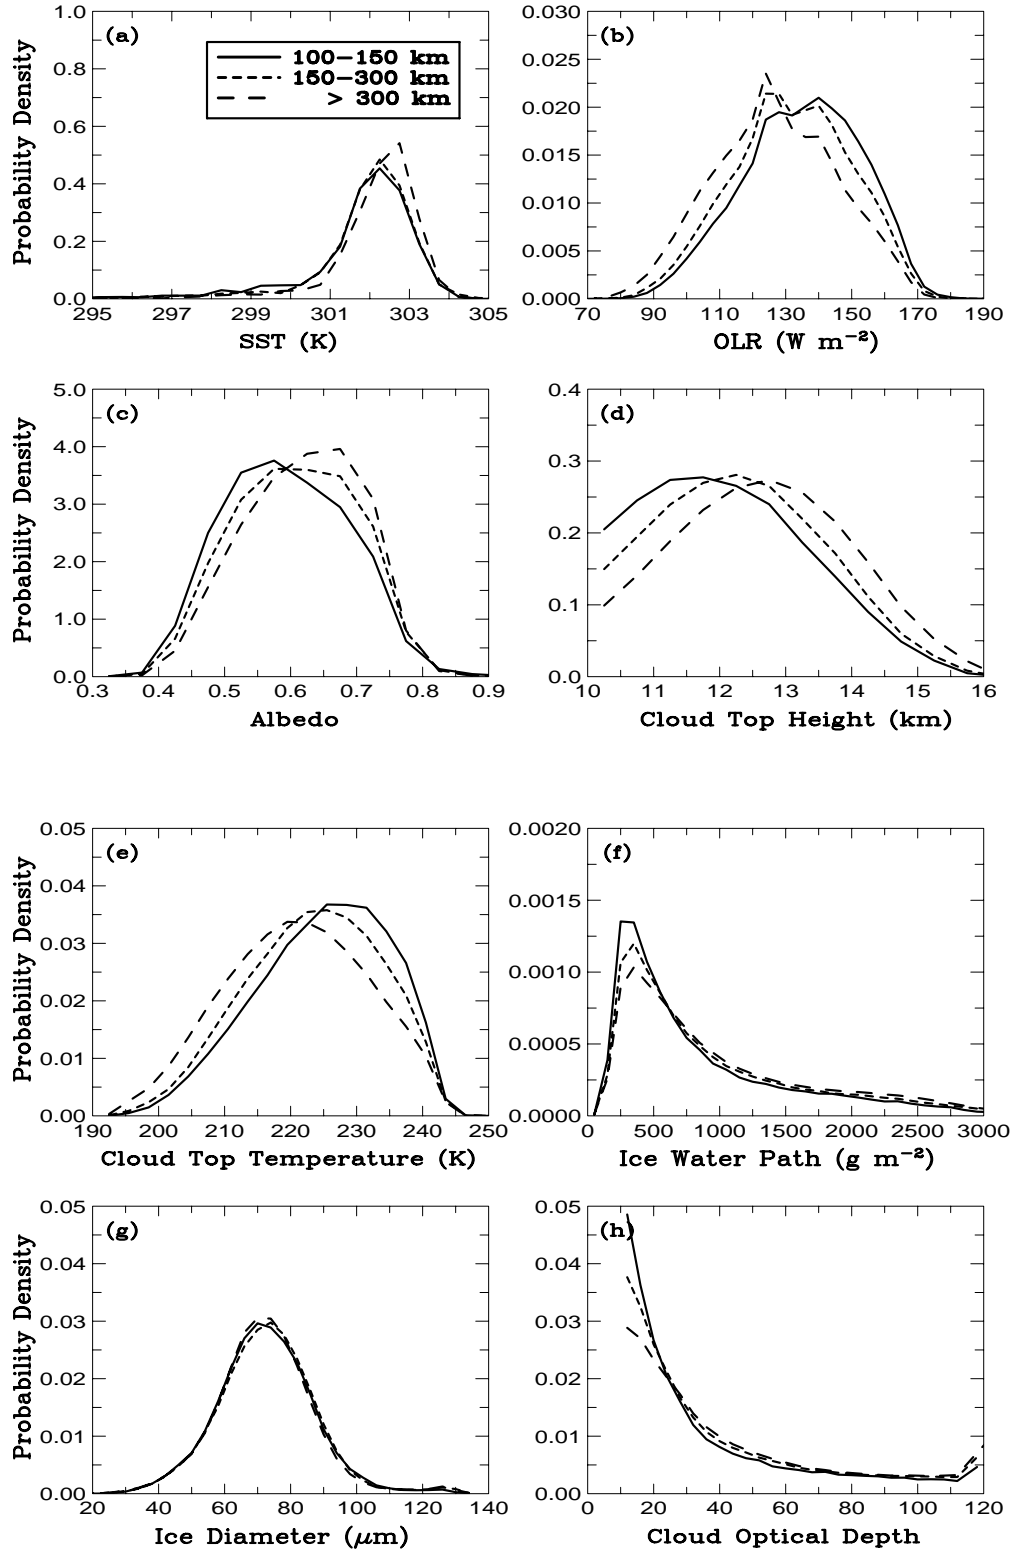 1.0
0.8
0.6
0.4
0.2
0.0
Probability Density
(a)
100−150 km
150−300 km
> 300 km
295 297 299 301 303 305
SST (K)
0.030
0.025
0.020
0.015
0.010
0.005
0.000
(b)
70 90 110 130 150 170 190
OLR (W m⁻²)
5.0
4.0
3.0
2.0
1.0
0.0
Probability Density
(c)
0.3 0.4 0.5 0.6 0.7 0.8 0.9
Albedo
0.4
0.3
0.2
0.1
0.0
(d)
10 11 12 13 14 15 16
Cloud Top Height (km)
0.05
0.04
0.03
0.02
0.01
0.00
Probability Density
(e)
190 200 210 220 230 240 250
Cloud Top Temperature (K)
0.0020
0.0015
0.0010
0.0005
0.0000
(f)
0 500 1000 1500 2000 2500 3000
Ice Water Path (g m⁻²)
0.05
0.04
0.03
0.02
0.01
0.00
Probability Density
(g)
20 40 60 80 100 120 140
Ice Diameter (μm)
0.05
0.04
0.03
0.02
0.01
0.00
(h)
0 20 40 60 80 100 120
Cloud Optical Depth